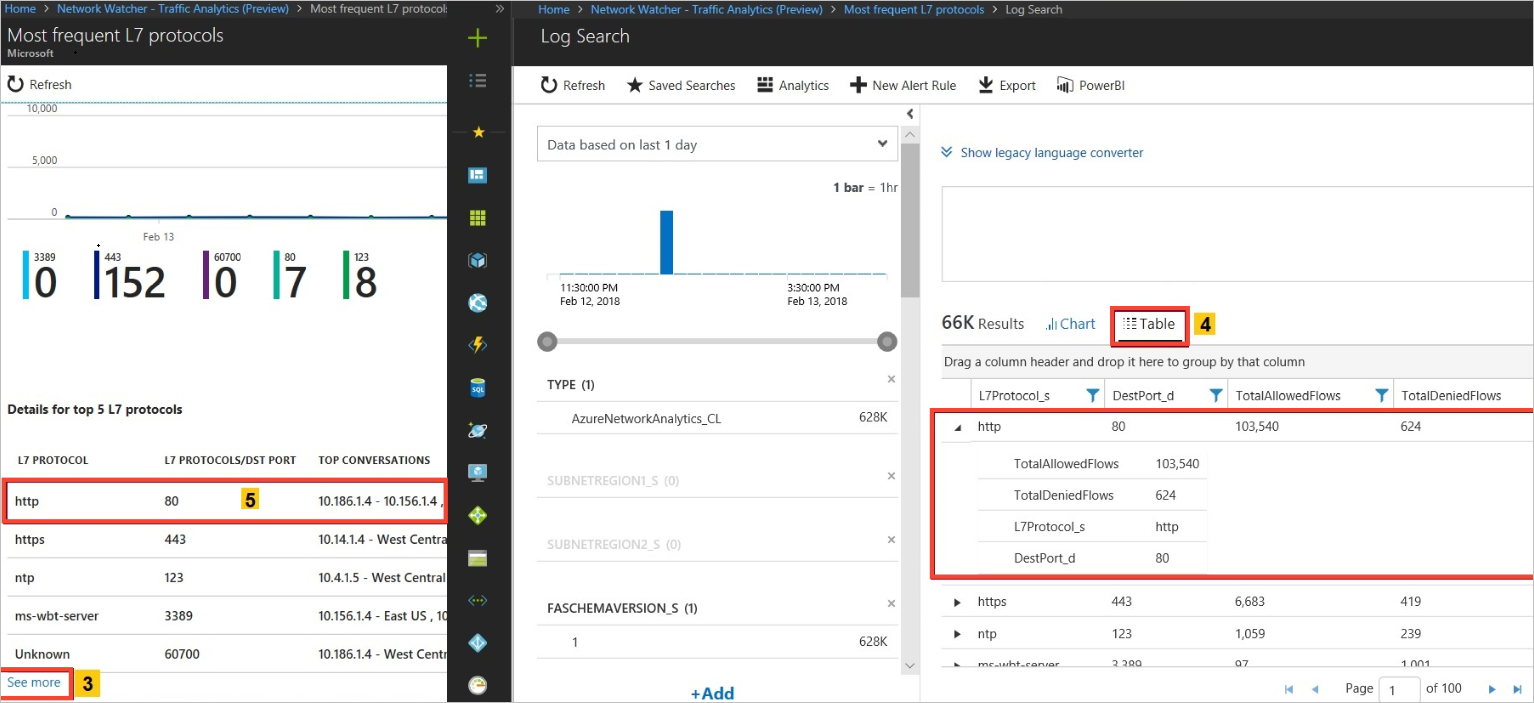 Home > Network Watcher - Traffic Analytics (Preview) > Most frequent L7 protocols
Most frequent L7 protocols
Microsoft
Refresh
10,000
5,000
0
Feb 13
3389
0
443
152
60700
0
80
7
123
8
Details for top 5 L7 protocols
L7 PROTOCOL L7 PROTOCOLS/DST PORT TOP CONVERSATIONS
http 80 10.186.1.4 - 10.156.1.4 ,
5
https 443 10.14.1.4 - West Centra
ntp 123 10.4.1.5 - West Central
ms-wbt-server 3389 10.156.1.4 - East US , 10
Unknown 60700 10.186.1.4 - West Centr
See more
3
SQL
Home > Network Watcher - Traffic Analytics (Preview) > Most frequent L7 protocols > Log Search
Log Search
Refresh Saved Searches Analytics New Alert Rule Export PowerBI
Data based on last 1 day
1 bar = 1hr
11:30:00 PM
Feb 12, 2018
3:30:00 PM
Feb 13, 2018
TYPE (1)
AzureNetworkAnalytics_CL 628K
SUBNETREGION1_S (0)
SUBNETREGION2_S (0)
FASCHEMAVERSION_S (1)
1 628K
+Add
Show legacy language converter
66K Results Chart Table
4
Drag a column header and drop it here to group by that column
L7Protocol_s DestPort_d TotalAllowedFlows TotalDeniedFlows
http 80 103,540 624
TotalAllowedFlows 103,540
TotalDeniedFlows 624
L7Protocol_s http
DestPort_d 80
https 443 6,683 419
ntp 123 1,059 239
ms-wbt-server 3,389 97 1,001
Page 1 of 100